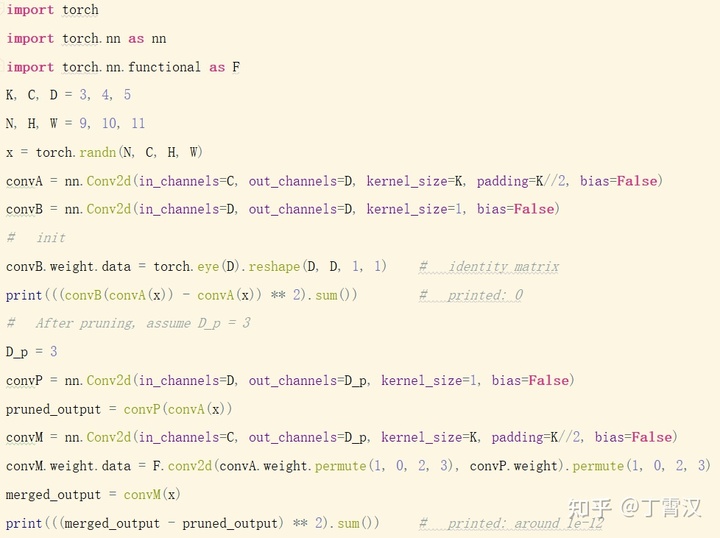 import torch
import torch.nn as nn
import torch.nn.functional as F
K, C, D = 3, 4, 5
N, H, W = 9, 10, 11
x = torch.randn(N, C, H, W)
convA = nn.Conv2d(in_channels=C, out_channels=D, kernel_size=K, padding=K//2, bias=False)
convB = nn.Conv2d(in_channels=D, out_channels=D, kernel_size=1, bias=False)
#   init
convB.weight.data = torch.eye(D).reshape(D, D, 1, 1)    #   identity matrix
print(((convB(convA(x)) - convA(x)) ** 2).sum())        #   printed: 0
#   After pruning, assume D_p = 3
D_p = 3
convP = nn.Conv2d(in_channels=D, out_channels=D_p, kernel_size=1, bias=False)
pruned_output = convP(convA(x))
convM = nn.Conv2d(in_channels=C, out_channels=D_p, kernel_size=K, padding=K//2, bias=False)
convM.weight.data = F.conv2d(convA.weight.permute(1, 0, 2, 3), convP.weight).permute(1, 0, 2, 3)
merged_output = convM(x)
print(((merged_output - pruned_output) ** 2).sum())     #   printed: around 1e-12
知乎 @丁霄汉